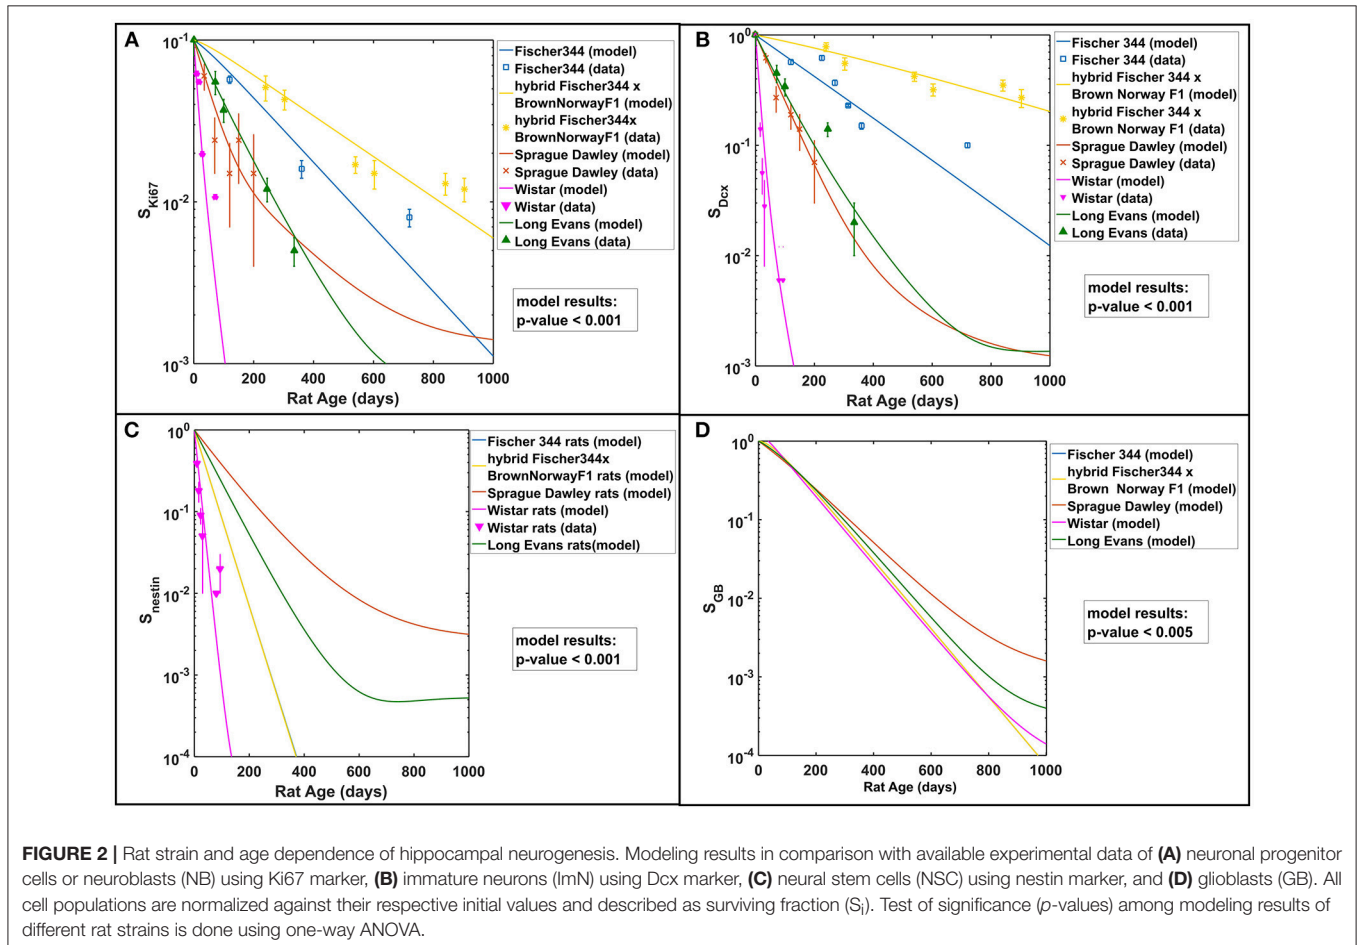 A
10^-1
10^-2
10^-3
S_Ki67
0 200 400 600 800 1000
Rat Age (days)
Fischer344 (model)
Fischer344 (data)
hybrid Fischer344 x
BrownNorwayF1 (model)
hybrid Fischer344x
BrownNorwayF1 (data)
Sprague Dawley (model)
Sprague Dawley (data)
Wistar (model)
Wistar (data)
Long Evans (model)
Long Evans (data)
model results:
p-value < 0.001
B
10^0
10^-1
10^-2
10^-3
S_Dcx
0 200 400 600 800 1000
Rat Age (days)
Fischer 344 (model)
Fischer 344 (data)
hybrid Fischer344 x
Brown Norway F1 (model)
hybrid Fischer344 x
Brown Norway F1 (data)
Sprague Dawley (model)
Sprague Dawley (data)
Wistar (model)
Wistar (data)
Long Evans (model)
Long Evans (data)
model results:
p-value < 0.001
C
10^0
10^-1
10^-2
10^-3
10^-4
S_nestin
0 200 400 600 800 1000
Rat Age (days)
Fischer 344 rats (model)
hybrid Fischer344x
BrownNorwayF1 rats (model)
Sprague Dawley rats (model)
Wistar rats (model)
Wistar rats (data)
Long Evans rats(model)
model results:
p-value < 0.001
D
10^0
10^-1
10^-2
10^-3
10^-4
S_GB
0 200 400 600 800 1000
Rat Age (days)
Fischer 344 (model)
hybrid Fischer344 x
Brown Norway F1 (model)
Sprague Dawley (model)
Wistar (model)
Long Evans (model)
model results:
p-value < 0.005
FIGURE 2 | Rat strain and age dependence of hippocampal neurogenesis. Modeling results in comparison with available experimental data of (A) neuronal progenitor
cells or neuroblasts (NB) using Ki67 marker, (B) immature neurons (ImN) using Dcx marker, (C) neural stem cells (NSC) using nestin marker, and (D) glioblasts (GB). All
cell populations are normalized against their respective initial values and described as surviving fraction (S_i). Test of significance (p-values) among modeling results of
different rat strains is done using one-way ANOVA.